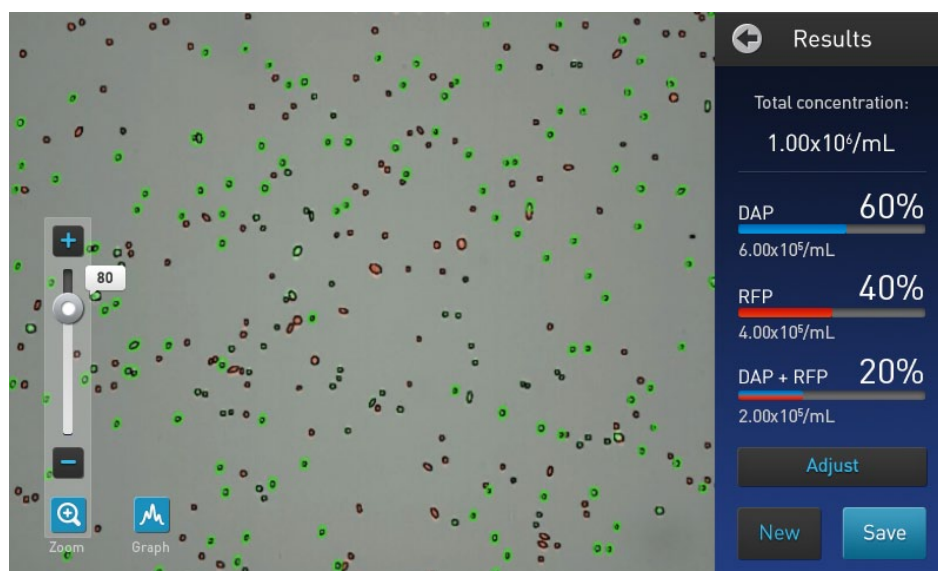 Results
Total concentration:
1.00x10⁶/mL
DAP 60%
6.00x10⁵/mL
RFP 40%
4.00x10⁵/mL
DAP + RFP 20%
2.00x10⁵/mL
Adjust
New Save
+
80
−
Zoom Graph